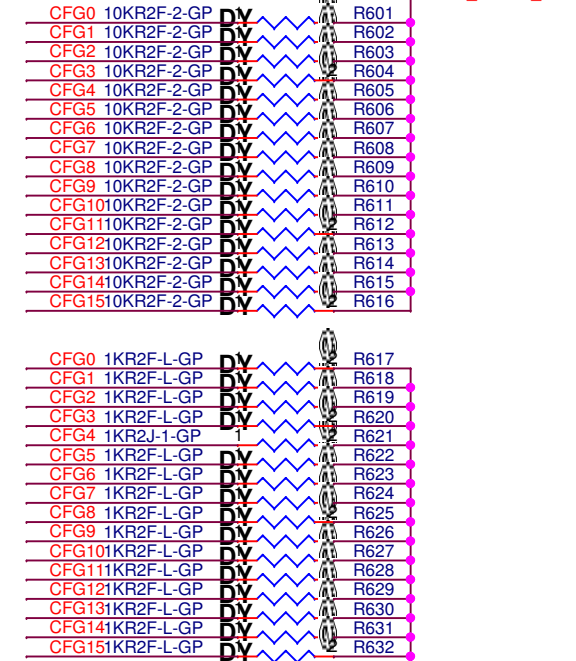 CFG0 10KR2F-2-GP DY R601
CFG1 10KR2F-2-GP DY R602
CFG2 10KR2F-2-GP DY R603
CFG3 10KR2F-2-GP DY R604
CFG4 10KR2F-2-GP DY R605
CFG5 10KR2F-2-GP DY R606
CFG6 10KR2F-2-GP DY R607
CFG7 10KR2F-2-GP DY R608
CFG8 10KR2F-2-GP DY R609
CFG9 10KR2F-2-GP DY R610
CFG10 10KR2F-2-GP DY R611
CFG11 10KR2F-2-GP DY R612
CFG12 10KR2F-2-GP DY R613
CFG13 10KR2F-2-GP DY R614
CFG14 10KR2F-2-GP DY R615
CFG15 10KR2F-2-GP DY 2 R616
CFG0 1KR2F-L-GP DY 2 R617
CFG1 1KR2F-L-GP DY R618
CFG2 1KR2F-L-GP DY R619
CFG3 1KR2F-L-GP DY R620
CFG4 1KR2J-1-GP 1 2 R621
CFG5 1KR2F-L-GP DY R622
CFG6 1KR2F-L-GP DY R623
CFG7 1KR2F-L-GP DY R624
CFG8 1KR2F-L-GP DY R625
CFG9 1KR2F-L-GP DY R626
CFG10 1KR2F-L-GP DY R627
CFG11 1KR2F-L-GP DY R628
CFG12 1KR2F-L-GP DY R629
CFG13 1KR2F-L-GP DY R630
CFG14 1KR2F-L-GP DY R631
CFG15 1KR2F-L-GP DY 2 R632